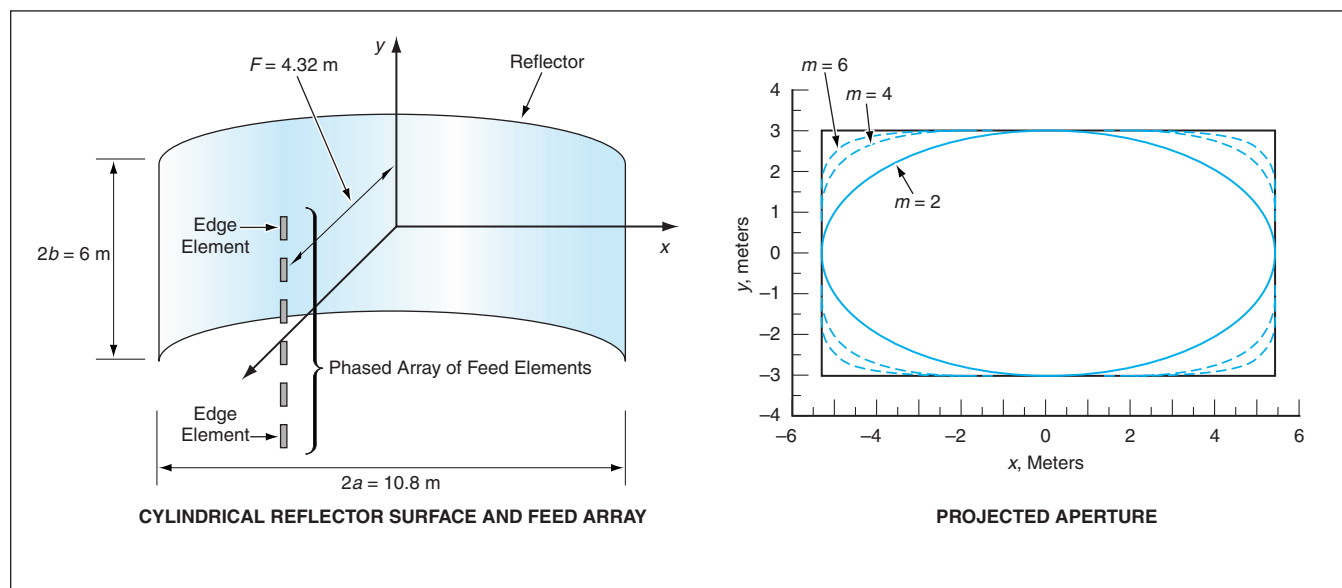 y
F = 4.32 m
Reflector
x
2b = 6 m
Edge
Element
Phased Array of Feed Elements
Edge
Element
2a = 10.8 m
CYLINDRICAL REFLECTOR SURFACE AND FEED ARRAY
m = 6
m = 4
m = 2
y, meters
4
3
2
1
0
–1
–2
–3
–4
–6
–4
–2
0
2
4
6
x, Meters
PROJECTED APERTURE